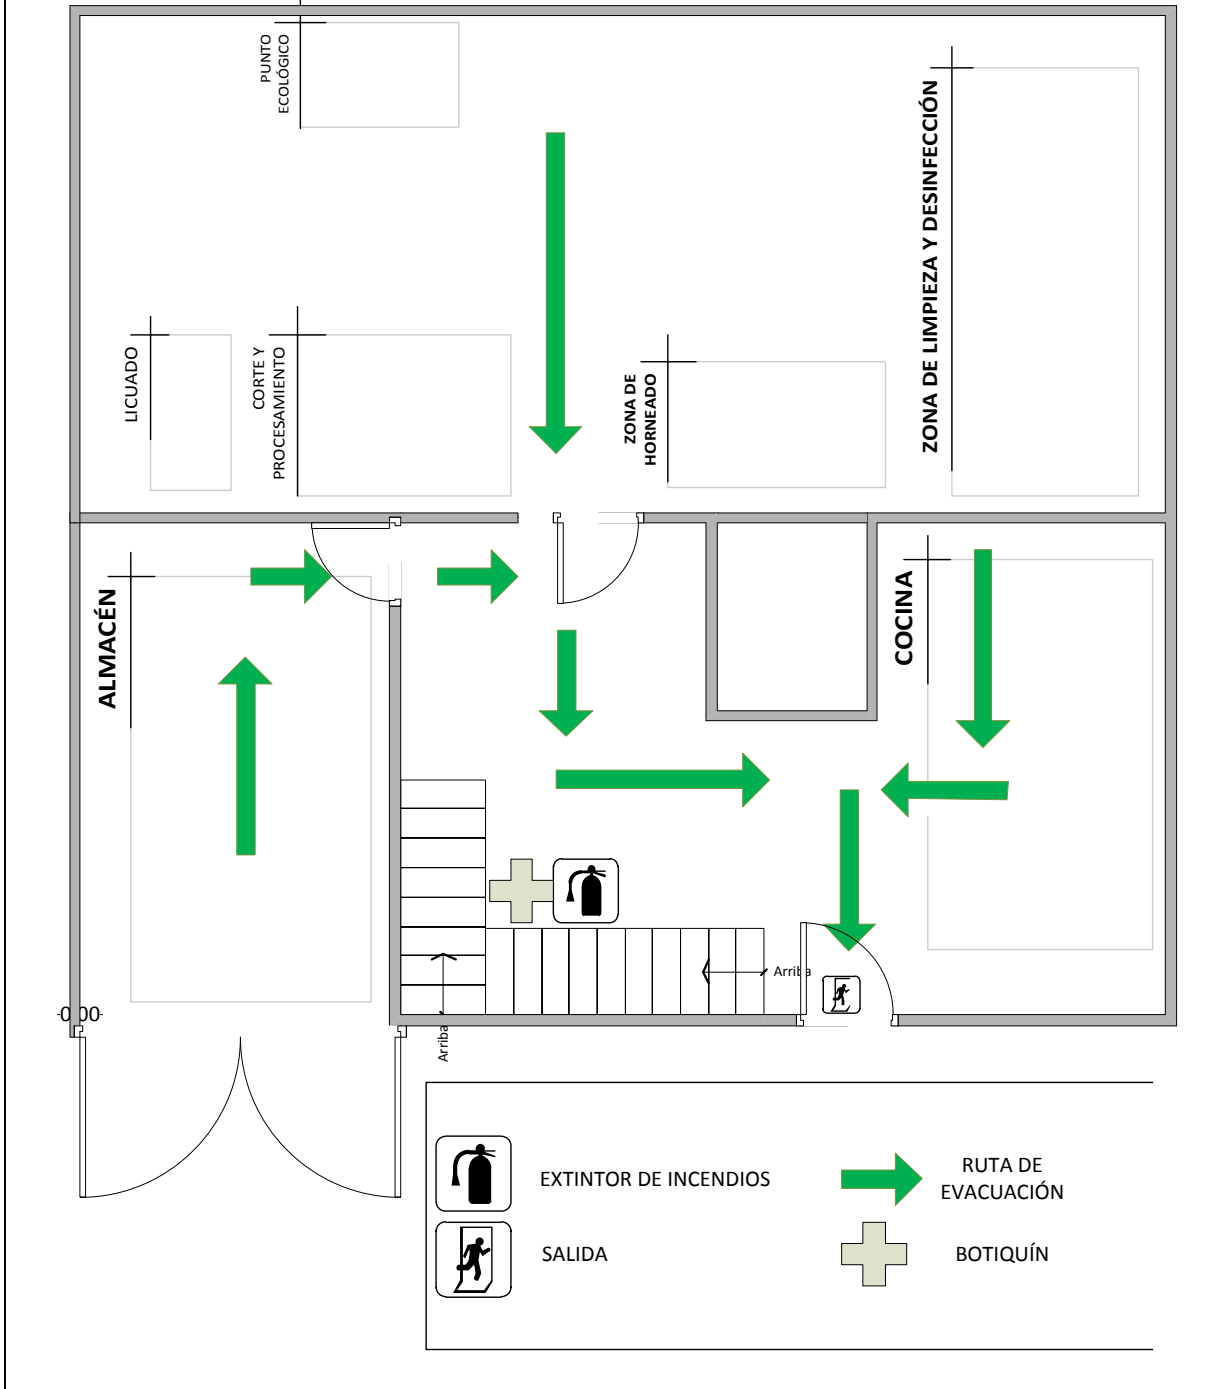 PUNTO
ECOLÓGICO
ZONA DE LIMPIEZA Y DESINFECCIÓN
LICUADO
CORTE Y
PROCESAMIENTO
ZONA DE
HORNEADO
ALMACÉN
COCINA
Arriba
Arriba
-0.00-
EXTINTOR DE INCENDIOS
RUTA DE
EVACUACIÓN
SALIDA
BOTIQUÍN